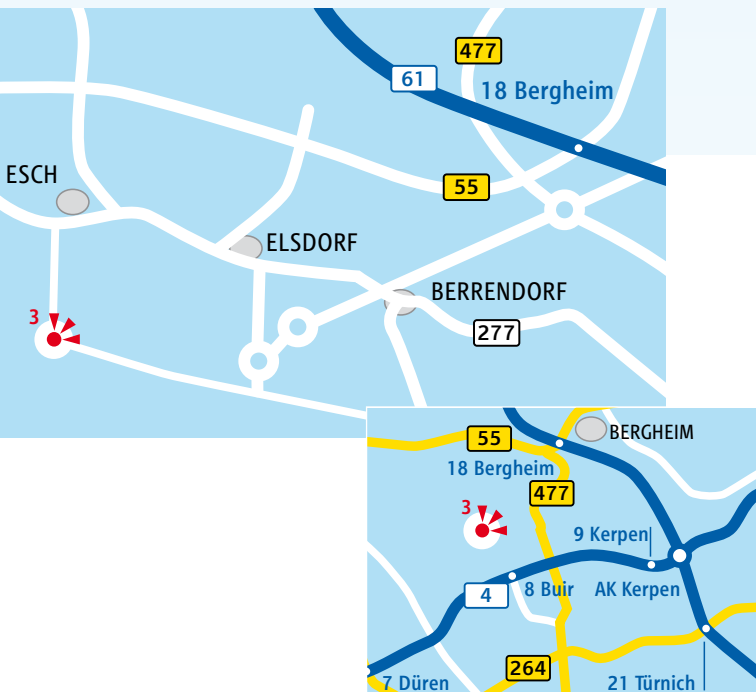 477
61
18 Bergheim
ESCH
55
ELSDORF
BERRENDORF
3
277
BERGHEIM
55
18 Bergheim
477
3
9 Kerpen
4
8 Buir
AK Kerpen
264
7 Düren
21 Türnich